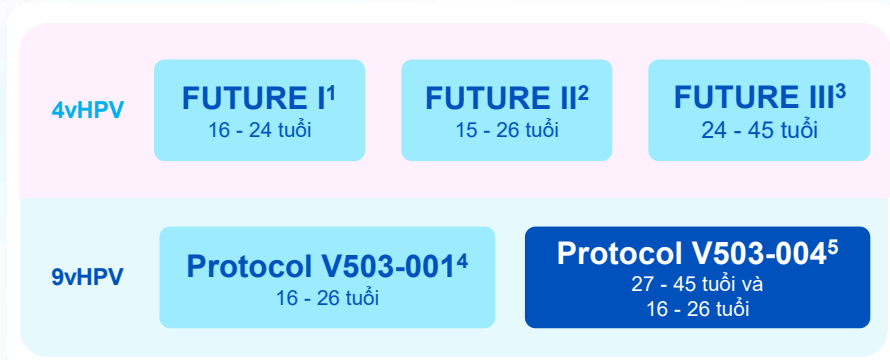 4vHPV
FUTURE I¹
16 - 24 tuổi
FUTURE II²
15 - 26 tuổi
FUTURE III³
24 - 45 tuổi
9vHPV
Protocol V503-001⁴
16 - 26 tuổi
Protocol V503-004⁵
27 - 45 tuổi và
16 - 26 tuổi